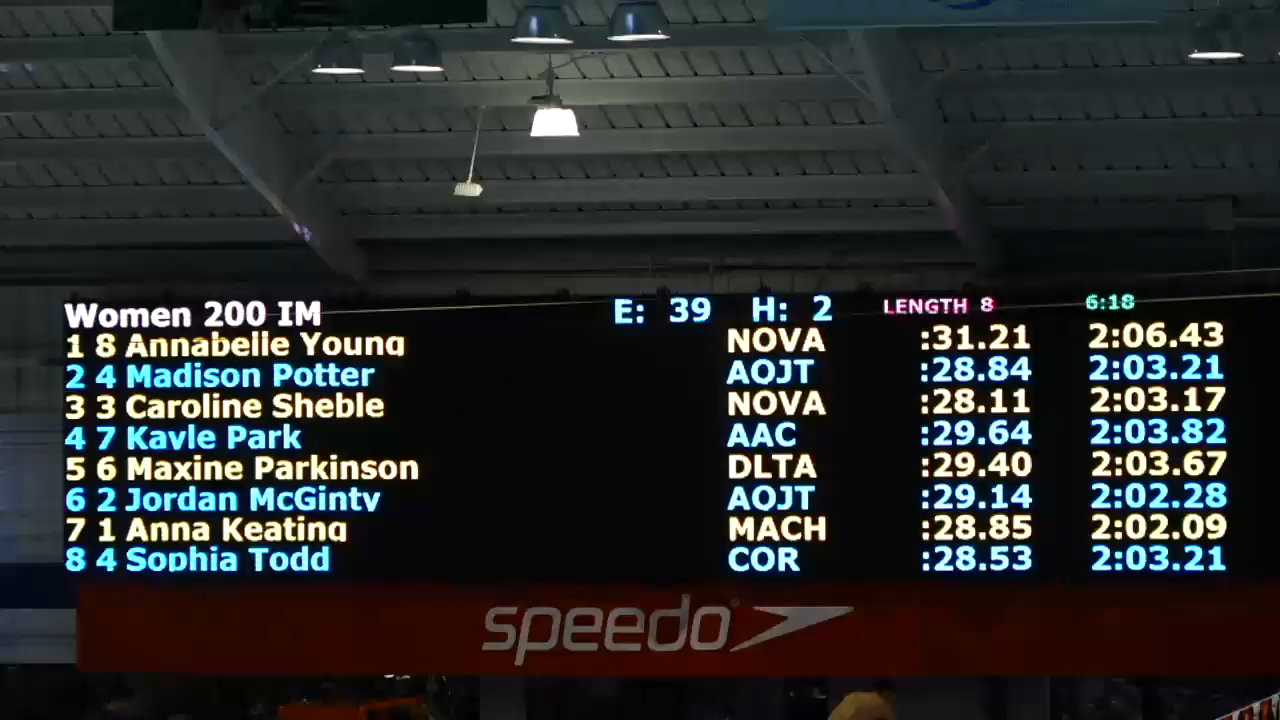 Women 200 IM E: 39 H: 2 LENGTH 8 6:18
1 8 Annabelle Young NOVA :31.21 2:06.43
2 4 Madison Potter AQJT :28.84 2:03.21
3 3 Caroline Sheble NOVA :28.11 2:03.17
4 7 Kayle Park AAC :29.64 2:03.82
5 6 Maxine Parkinson DLTA :29.40 2:03.67
6 2 Jordan McGinty AQJT :29.14 2:02.28
7 1 Anna Keating MACH :28.85 2:02.09
8 4 Sophia Todd COR :28.53 2:03.21
speedo